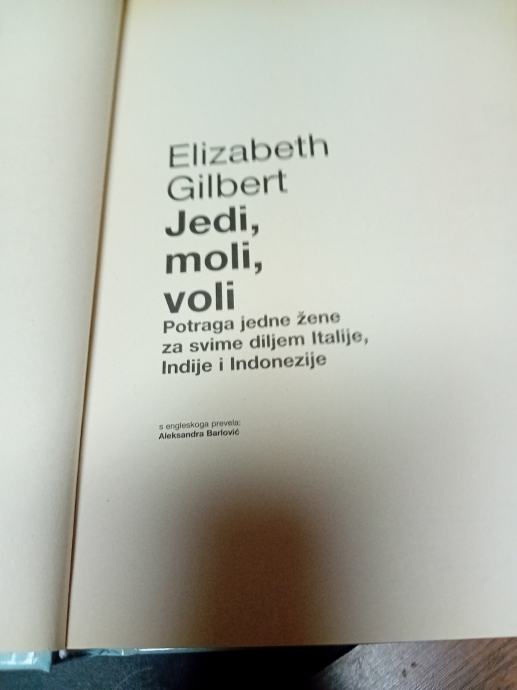 Elizabeth
Gilbert
Jedi,
moli,
voli
Potraga jedne žene
za svime diljem Italije,
Indije i Indonezije
s engleskoga prevela:
Aleksandra Barlović